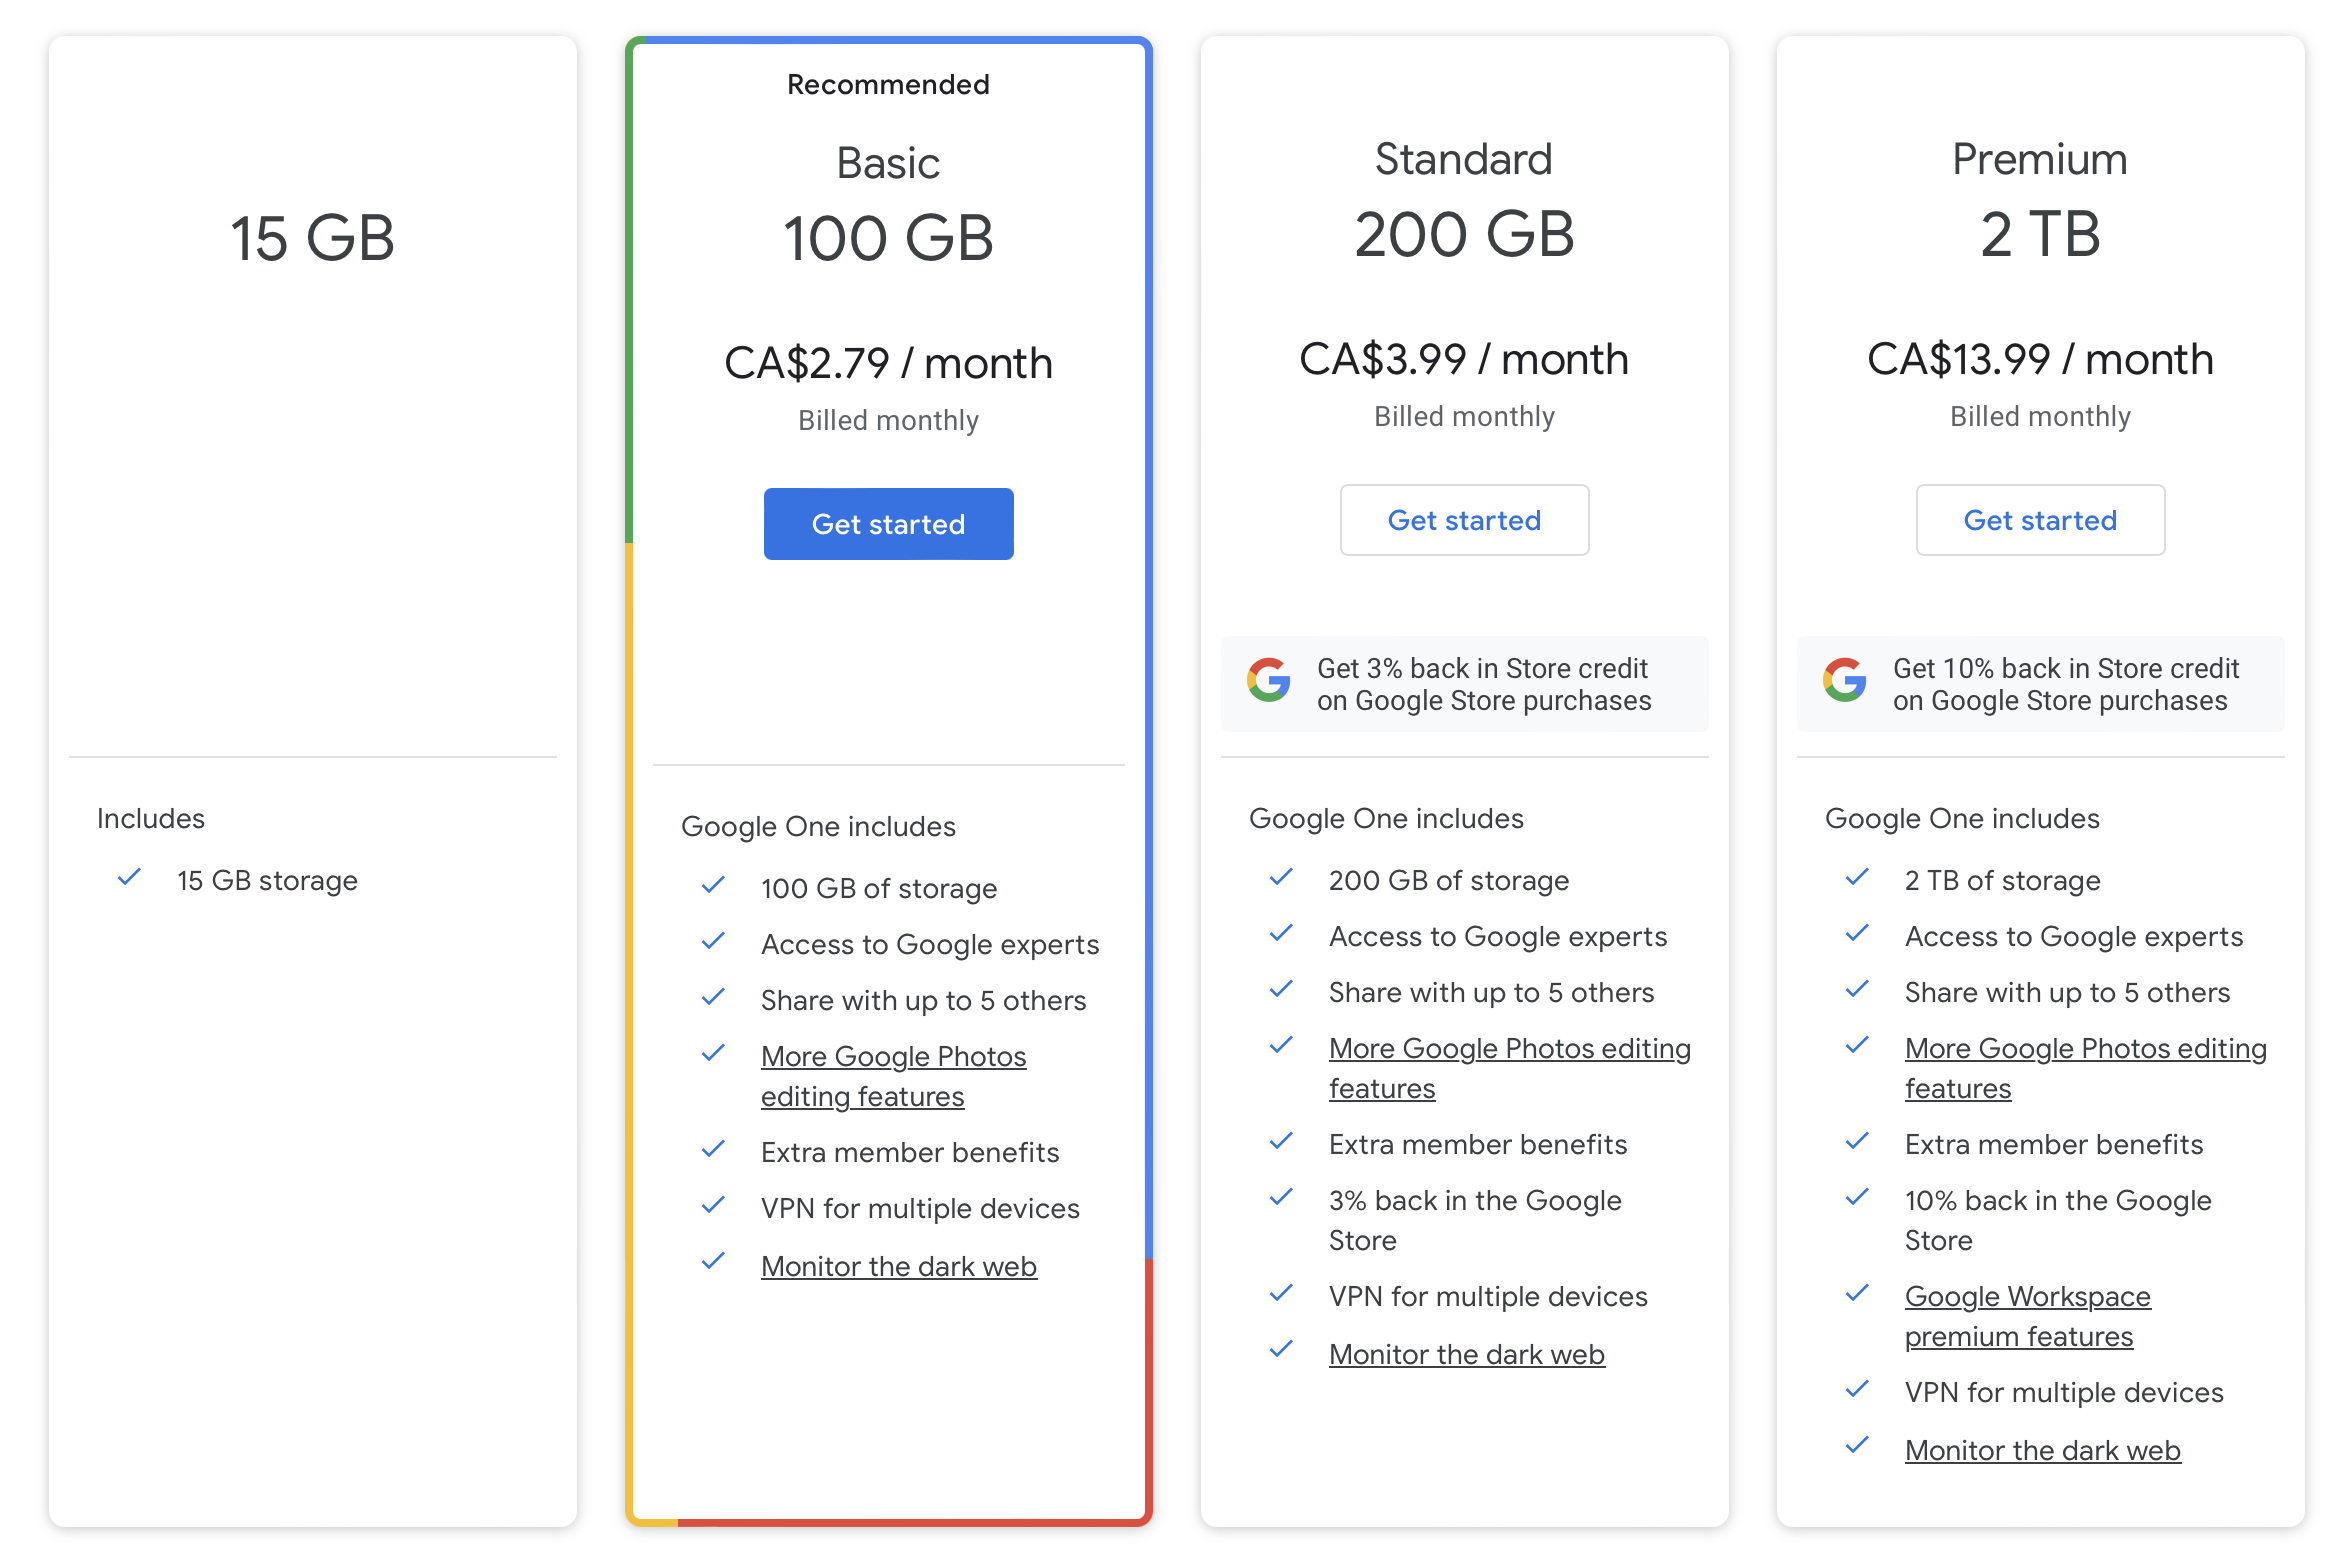 15 GB
Includes
15 GB storage
Recommended
Basic
100 GB
CA$2.79 / month
Billed monthly
Get started
Google One includes
100 GB of storage
Access to Google experts
Share with up to 5 others
More Google Photos
editing features
Extra member benefits
VPN for multiple devices
Monitor the dark web
Standard
200 GB
CA$3.99 / month
Billed monthly
Get started
Get 3% back in Store credit
on Google Store purchases
Google One includes
200 GB of storage
Access to Google experts
Share with up to 5 others
More Google Photos editing
features
Extra member benefits
3% back in the Google
Store
VPN for multiple devices
Monitor the dark web
Premium
2 TB
CA$13.99 / month
Billed monthly
Get started
Get 10% back in Store credit
on Google Store purchases
Google One includes
2 TB of storage
Access to Google experts
Share with up to 5 others
More Google Photos editing
features
Extra member benefits
10% back in the Google
Store
Google Workspace
premium features
VPN for multiple devices
Monitor the dark web